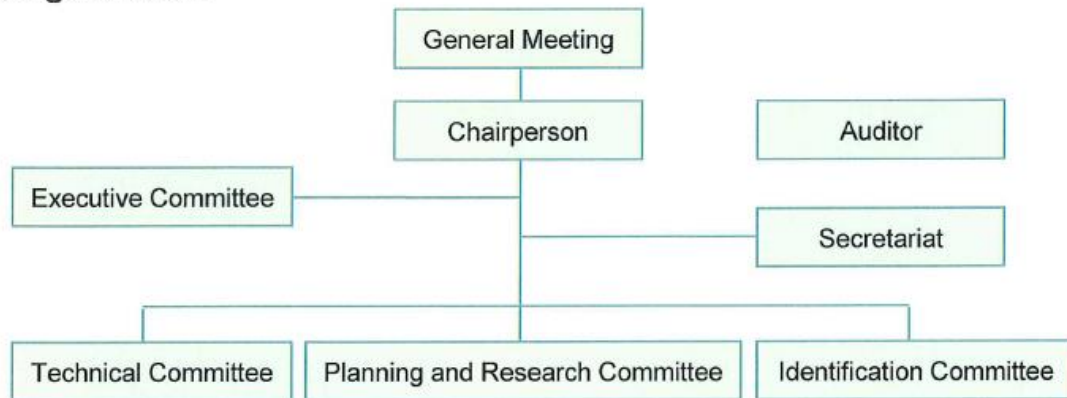 General Meeting
Chairperson
Auditor
Executive Committee
Secretariat
Technical Committee
Planning and Research Committee
Identification Committee